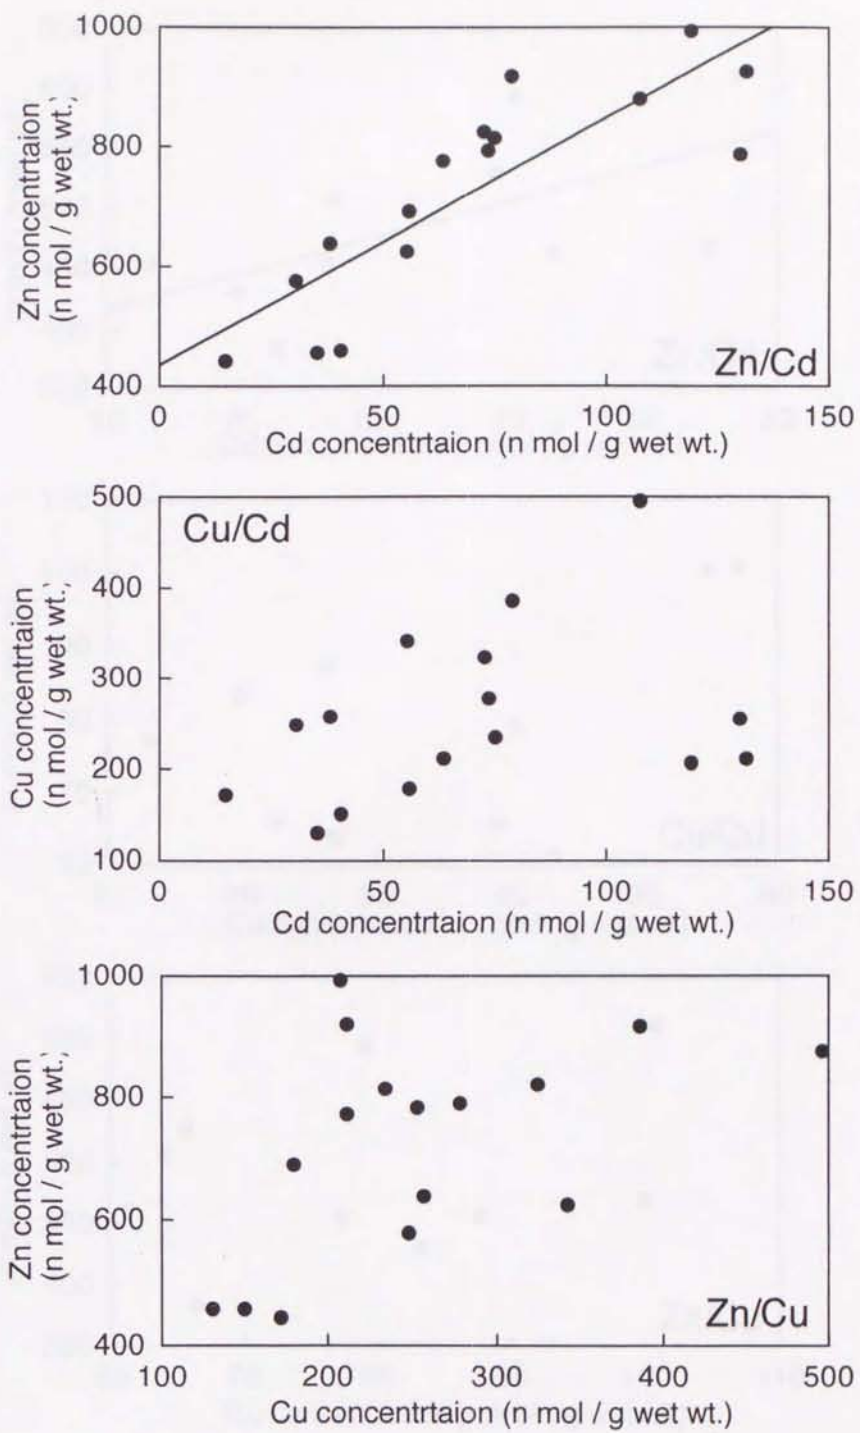 1000
800
600
400
Zn concentrtaion
(n mol / g wet wt.)
Zn/Cd
0 50 100 150
Cd concentrtaion (n mol / g wet wt.)
500
400
300
200
100
Cu concentrtaion
(n mol / g wet wt.)
Cu/Cd
0 50 100 150
Cd concentrtaion (n mol / g wet wt.)
1000
800
600
400
Zn concentrtaion
(n mol / g wet wt.)
Zn/Cu
100 200 300 400 500
Cu concentrtaion (n mol / g wet wt.)